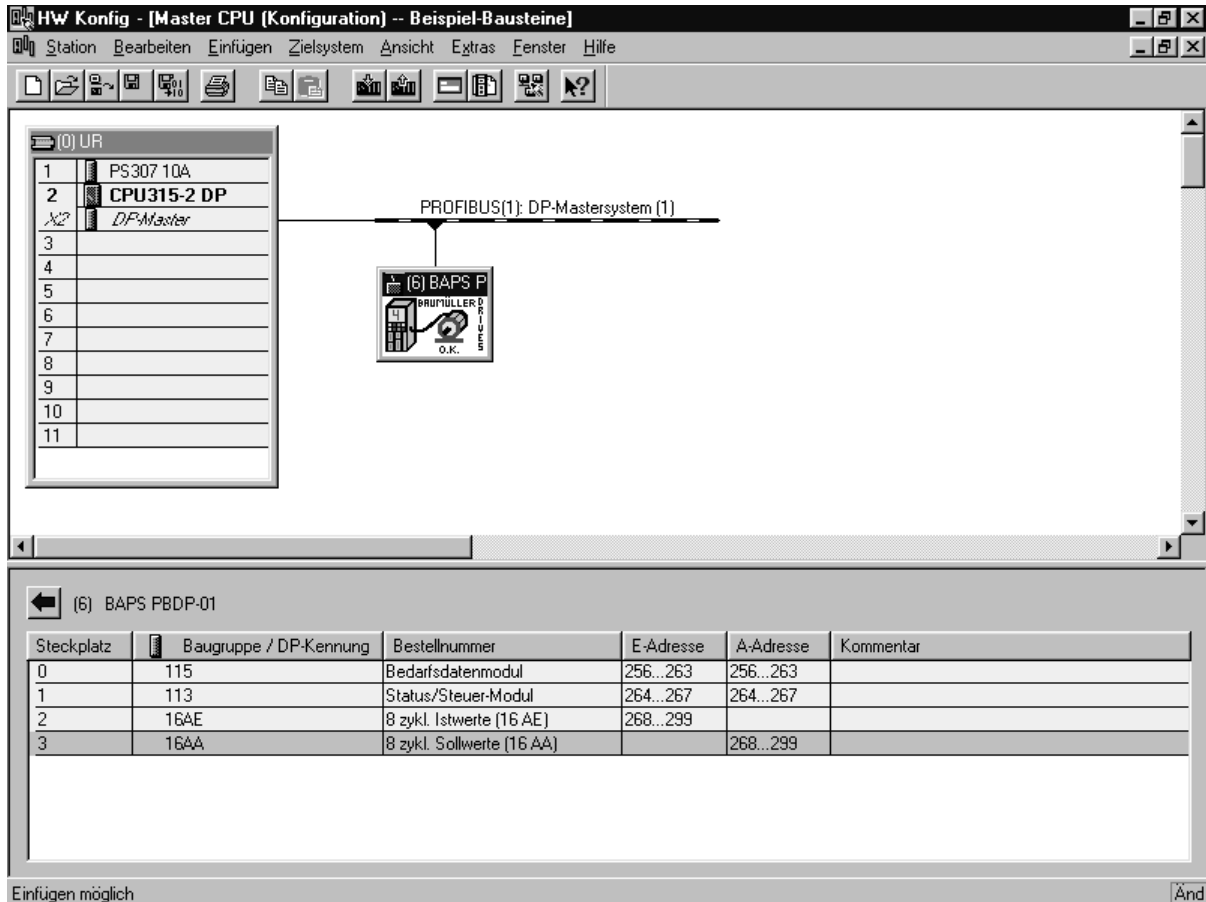 HW Konfig - [Master CPU (Konfiguration) -- Beispiel-Bausteine]
Station Bearbeiten Einfügen Zielsystem Ansicht Extras Fenster Hilfe
(0) UR
1 PS307 10A
2 CPU315-2 DP
X2 DP-Master
3
4
5
6
7
8
9
10
11
PROFIBUS(1): DP-Mastersystem (1)
(6) BAPS P
BAUMÜLLER
DRIVES
O.K.
(6) BAPS PBDP-01
Steckplatz Baugruppe / DP-Kennung Bestellnummer E-Adresse A-Adresse Kommentar
0 115 Bedarfsdatenmodul 256...263 256...263
1 113 Status/Steuer-Modul 264...267 264...267
2 16AE 8 zykl. Istwerte (16 AE) 268...299
3 16AA 8 zykl. Sollwerte (16 AA) 268...299
Einfügen möglich Änd